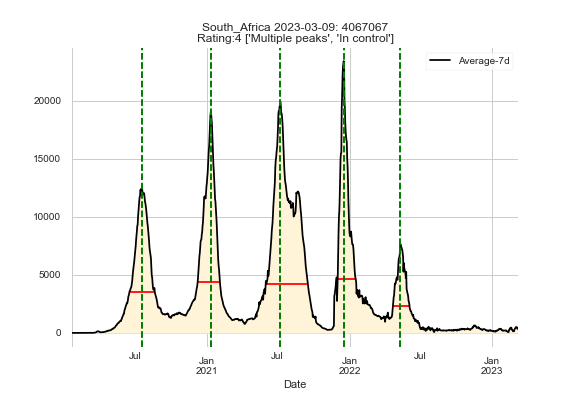 South_Africa 2023-03-09: 4067067
Rating:4 ['Multiple peaks', 'In control']
Average-7d
20000
15000
10000
5000
0
Jul
Jan
2021
Jul
Jan
2022
Jul
Jan
2023
Date